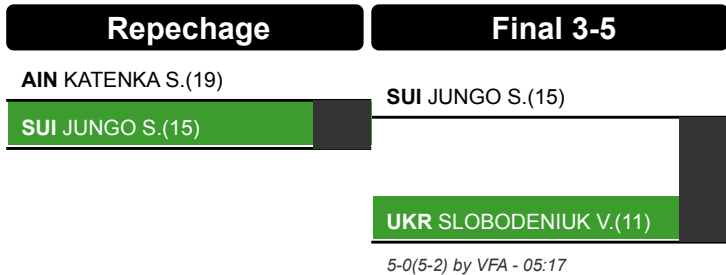 Repechage
Final 3-5
AIN KATENKA S.(19)
SUI JUNGO S.(15)
SUI JUNGO S.(15)
UKR SLOBODENIUK V.(11)
5-0(5-2) by VFA - 05:17